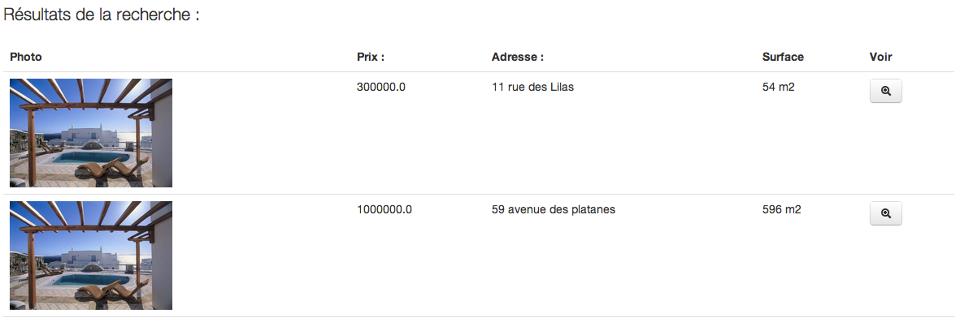 Résultats de la recherche :
Photo Prix : Adresse : Surface Voir
300000.0 11 rue des Lilas 54 m2
1000000.0 59 avenue des platanes 596 m2